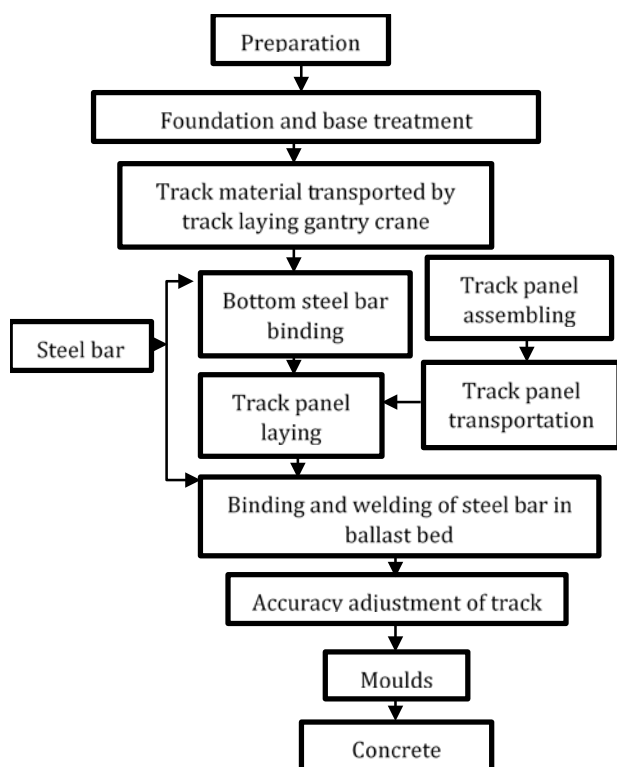 Preparation
Foundation and base treatment
Track material transported by
track laying gantry crane
Bottom steel bar
binding
Track panel
assembling
Steel bar
Track panel
laying
Track panel
transportation
Binding and welding of steel bar in
ballast bed
Accuracy adjustment of track
Moulds
Concrete